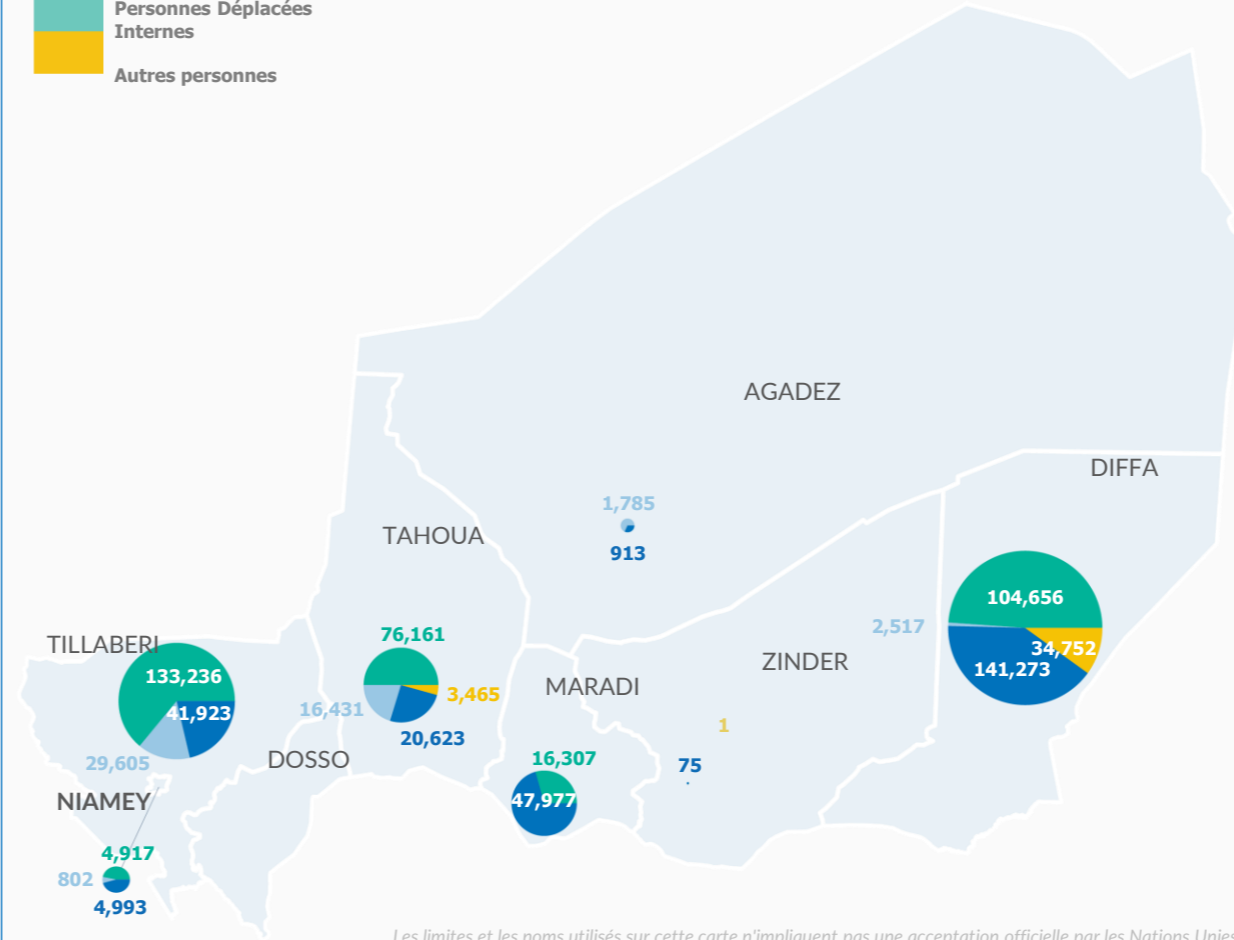 Personnes Déplacées
Internes
Autres personnes
AGADEZ
DIFFA
1,785
913
TAHOUA
104,656
2,517
34,752
141,273
76,161
TILLABERI
133,236
41,923
ZINDER
MARADI
3,465
16,431
20,623
1
29,605
DOSSO
16,307
75
47,977
NIAMEY
4,917
802
4,993
Les limites et les noms utilisés sur cette carte n'impliquent pas une acceptation officielle par les Nations Unies